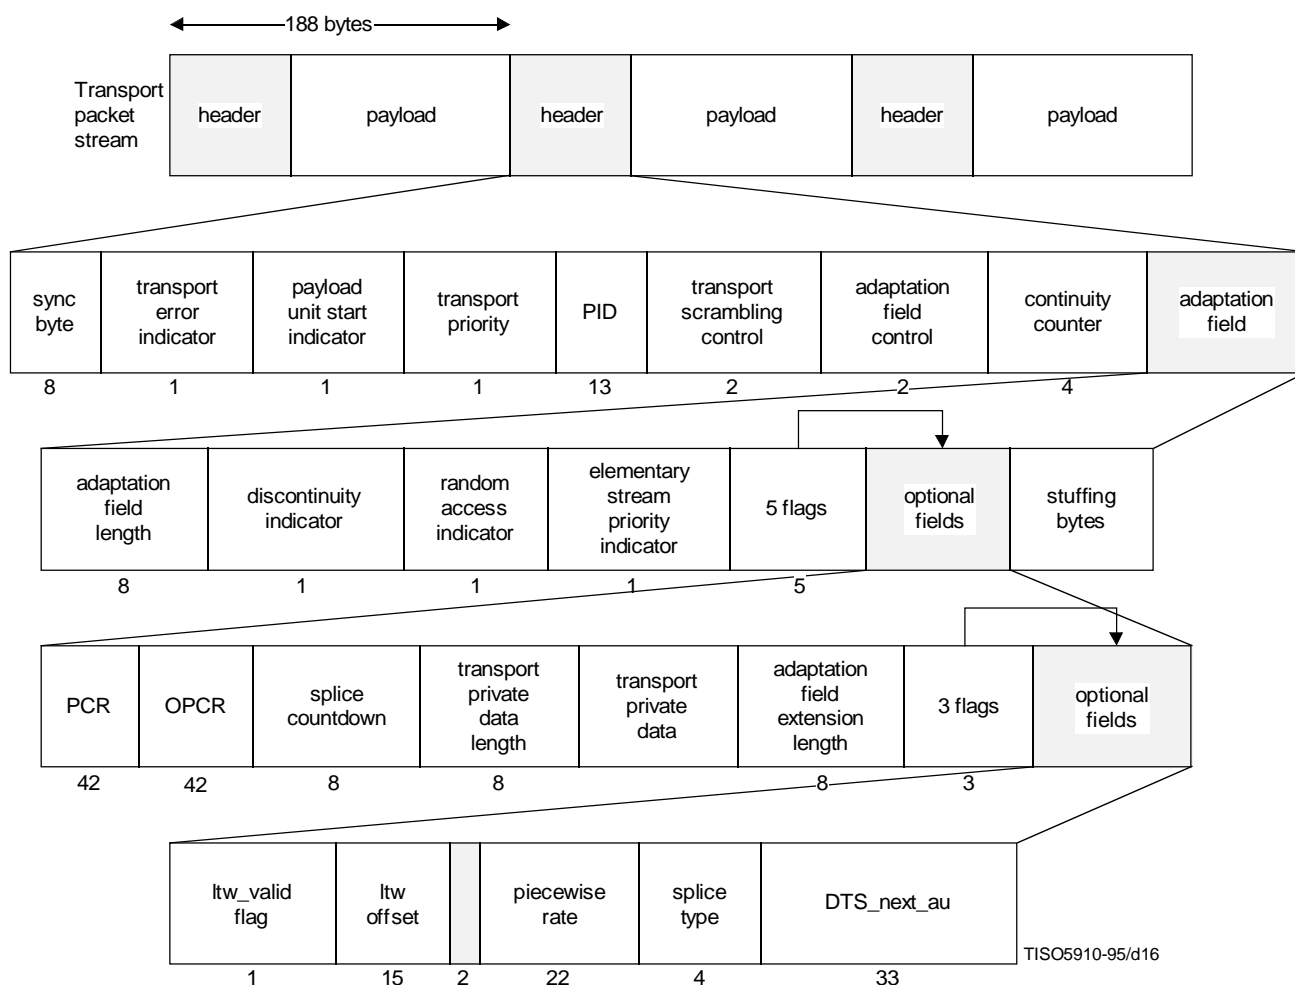 188 bytes
Transport
packet
stream
header
payload
header
payload
header
payload
sync
byte
transport
error
indicator
payload
unit start
indicator
transport
priority
PID
transport
scrambling
control
adaptation
field
control
continuity
counter
adaptation
field
8
1
1
1
13
2
2
4
adaptation
field
length
discontinuity
indicator
random
access
indicator
elementary
stream
priority
indicator
5 flags
optional
fields
stuffing
bytes
8
1
1
1
5
PCR
OPCR
splice
countdown
transport
private
data
length
transport
private
data
adaptation
field
extension
length
3 flags
optional
fields
42
42
8
8
8
3
ltw_valid
flag
ltw
offset
piecewise
rate
splice
type
DTS_next_au
1
15
2
22
4
33
TISO5910-95/d16